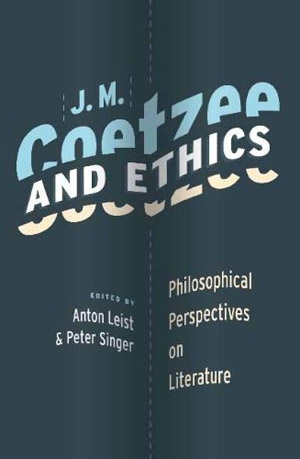 J. M.
Coetzee
AND ETHICS
EDITED BY
Anton Leist
& Peter Singer
Philosophical
Perspectives
on
Literature